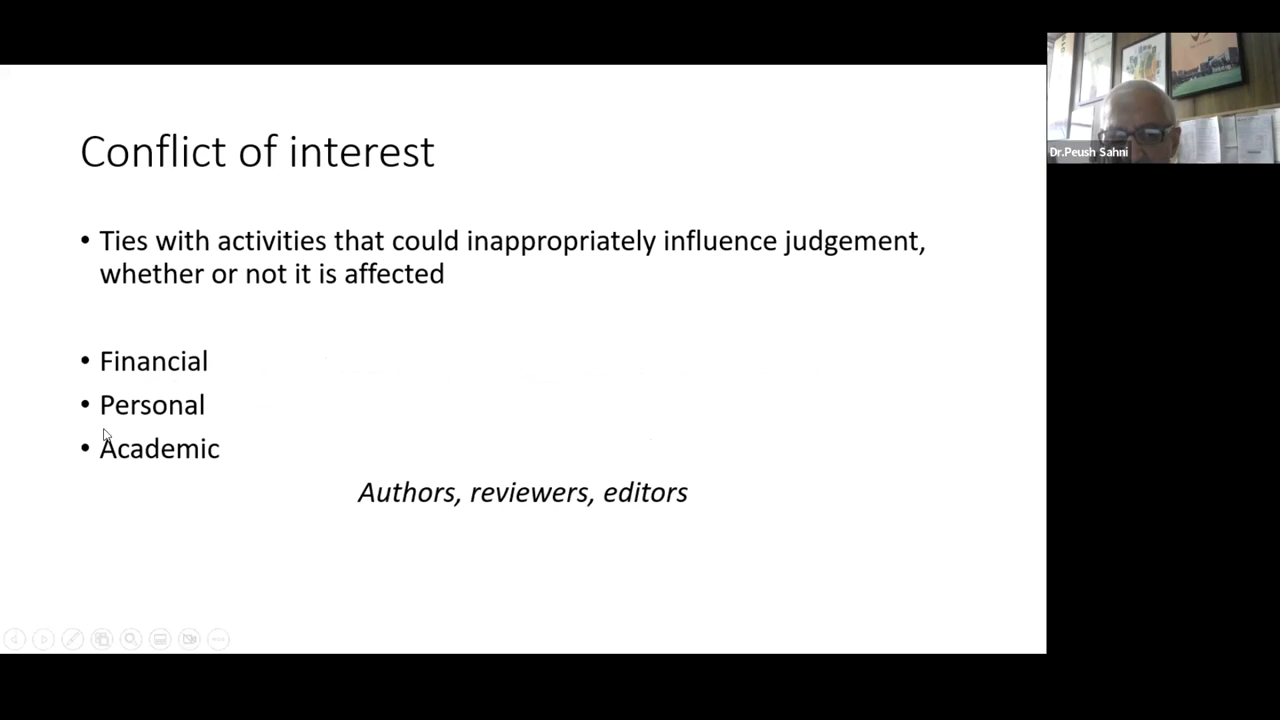 Conflict of interest
• Ties with activities that could inappropriately influence judgement,
whether or not it is affected
• Financial
• Personal
• Academic
Authors, reviewers, editors
Dr.Peush Sahni